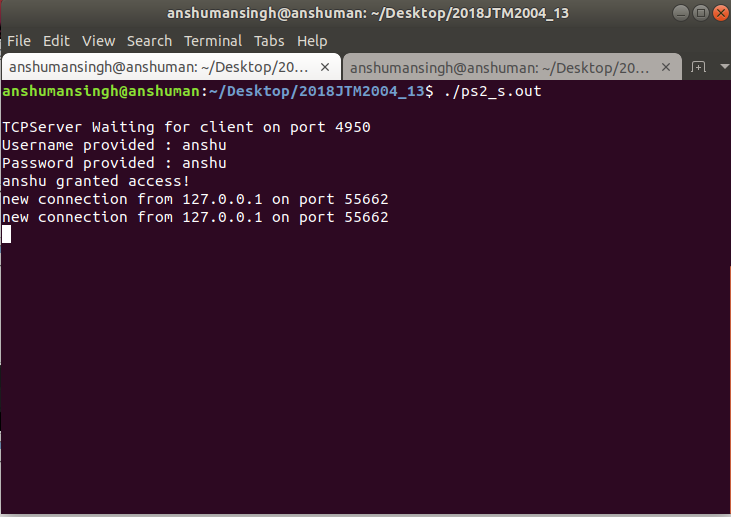 anshumansingh@anshuman: ~/Desktop/2018JTM2004_13
File Edit View Search Terminal Tabs Help
anshumansingh@anshuman: ~/Desktop/20... × anshumansingh@anshuman: ~/Desktop/20... ×
anshumansingh@anshuman:~/Desktop/2018JTM2004_13$ ./ps2_s.out
TCPServer Waiting for client on port 4950
Username provided : anshu
Password provided : anshu
anshu granted access!
new connection from 127.0.0.1 on port 55662
new connection from 127.0.0.1 on port 55662